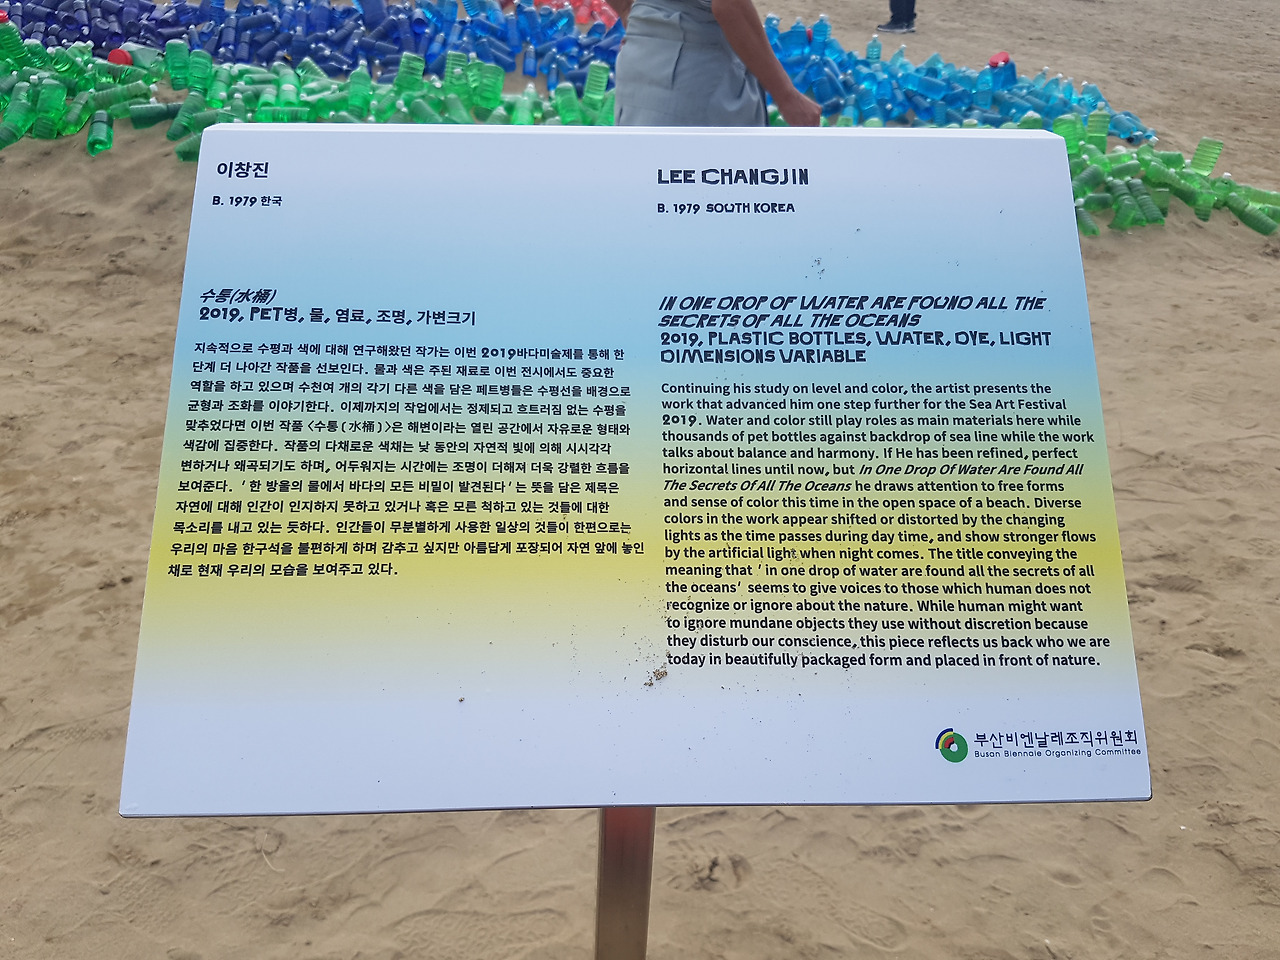 이창진
B. 1979 한국
수통(水桶)
2019, PET병, 물, 염료, 조명, 가변크기
지속적으로 수평과 색에 대해 연구해왔던 작가는 이번 2019바다미술제를 통해 한
단계 더 나아간 작품을 선보인다. 물과 색은 주된 재료로 이번 전시에서도 중요한
역할을 하고 있으며 수천여 개의 각기 다른 색을 담은 페트병들은 수평선을 배경으로
균형과 조화를 이야기한다. 이제까지의 작업에서는 정제되고 흐트러짐 없는 수평을
맞추었다면 이번 작품 <수통(水桶)>은 해변이라는 열린 공간에서 자유로운 형태와
색감에 집중한다. 작품의 다채로운 색채는 낮 동안의 자연적 빛에 의해 시시각각
변하거나 왜곡되기도 하며, 어두워지는 시간에는 조명이 더해져 더욱 강렬한 흐름을
보여준다. '한 방울의 물에서 바다의 모든 비밀이 발견된다'는 뜻을 담은 제목은
자연에 대해 인간이 인지하지 못하고 있거나 혹은 모른 척하고 있는 것들에 대한
목소리를 내고 있는 듯하다. 인간들이 무분별하게 사용한 일상의 것들이 한편으로는
우리의 마음 한구석을 불편하게 하며 감추고 싶지만 아름답게 포장되어 자연 앞에 놓인
채로 현재 우리의 모습을 보여주고 있다.
LEE CHANGJIN
B. 1979 SOUTH KOREA
IN ONE DROP OF WATER ARE FOUND ALL THE
SECRETS OF ALL THE OCEANS
2019, PLASTIC BOTTLES, WATER, DYE, LIGHT
DIMENSIONS VARIABLE
Continuing his study on level and color, the artist presents the
work that advanced him one step further for the Sea Art Festival
2019. Water and color still play roles as main materials here while
thousands of pet bottles against backdrop of sea line while the work
talks about balance and harmony. If He has been refined, perfect
horizontal lines until now, but In One Drop Of Water Are Found All
The Secrets Of All The Oceans he draws attention to free forms
and sense of color this time in the open space of a beach. Diverse
colors in the work appear shifted or distorted by the changing
lights as the time passes during day time, and show stronger flows
by the artificial light when night comes. The title conveying the
meaning that 'in one drop of water are found all the secrets of all
the oceans' seems to give voices to those which human does not
recognize or ignore about the nature. While human might want
to ignore mundane objects they use without discretion because
they disturb our conscience, this piece reflects us back who we are
today in beautifully packaged form and placed in front of nature.
부산비엔날레조직위원회
Busan Biennale Organizing Committee